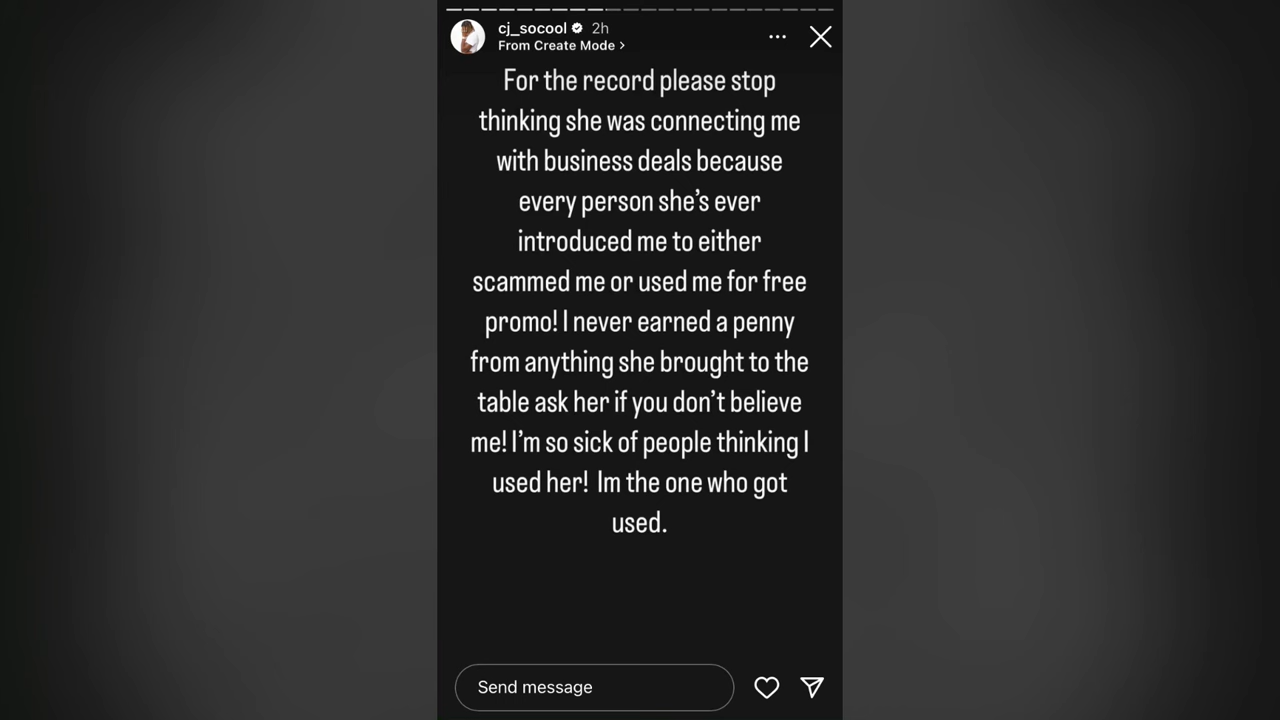 cj_socool 2h
From Create Mode >
For the record please stop
thinking she was connecting me
with business deals because
every person she's ever
introduced me to either
scammed me or used me for free
promo! I never earned a penny
from anything she brought to the
table ask her if you don't believe
me! I'm so sick of people thinking I
used her!  Im the one who got
used.
Send message